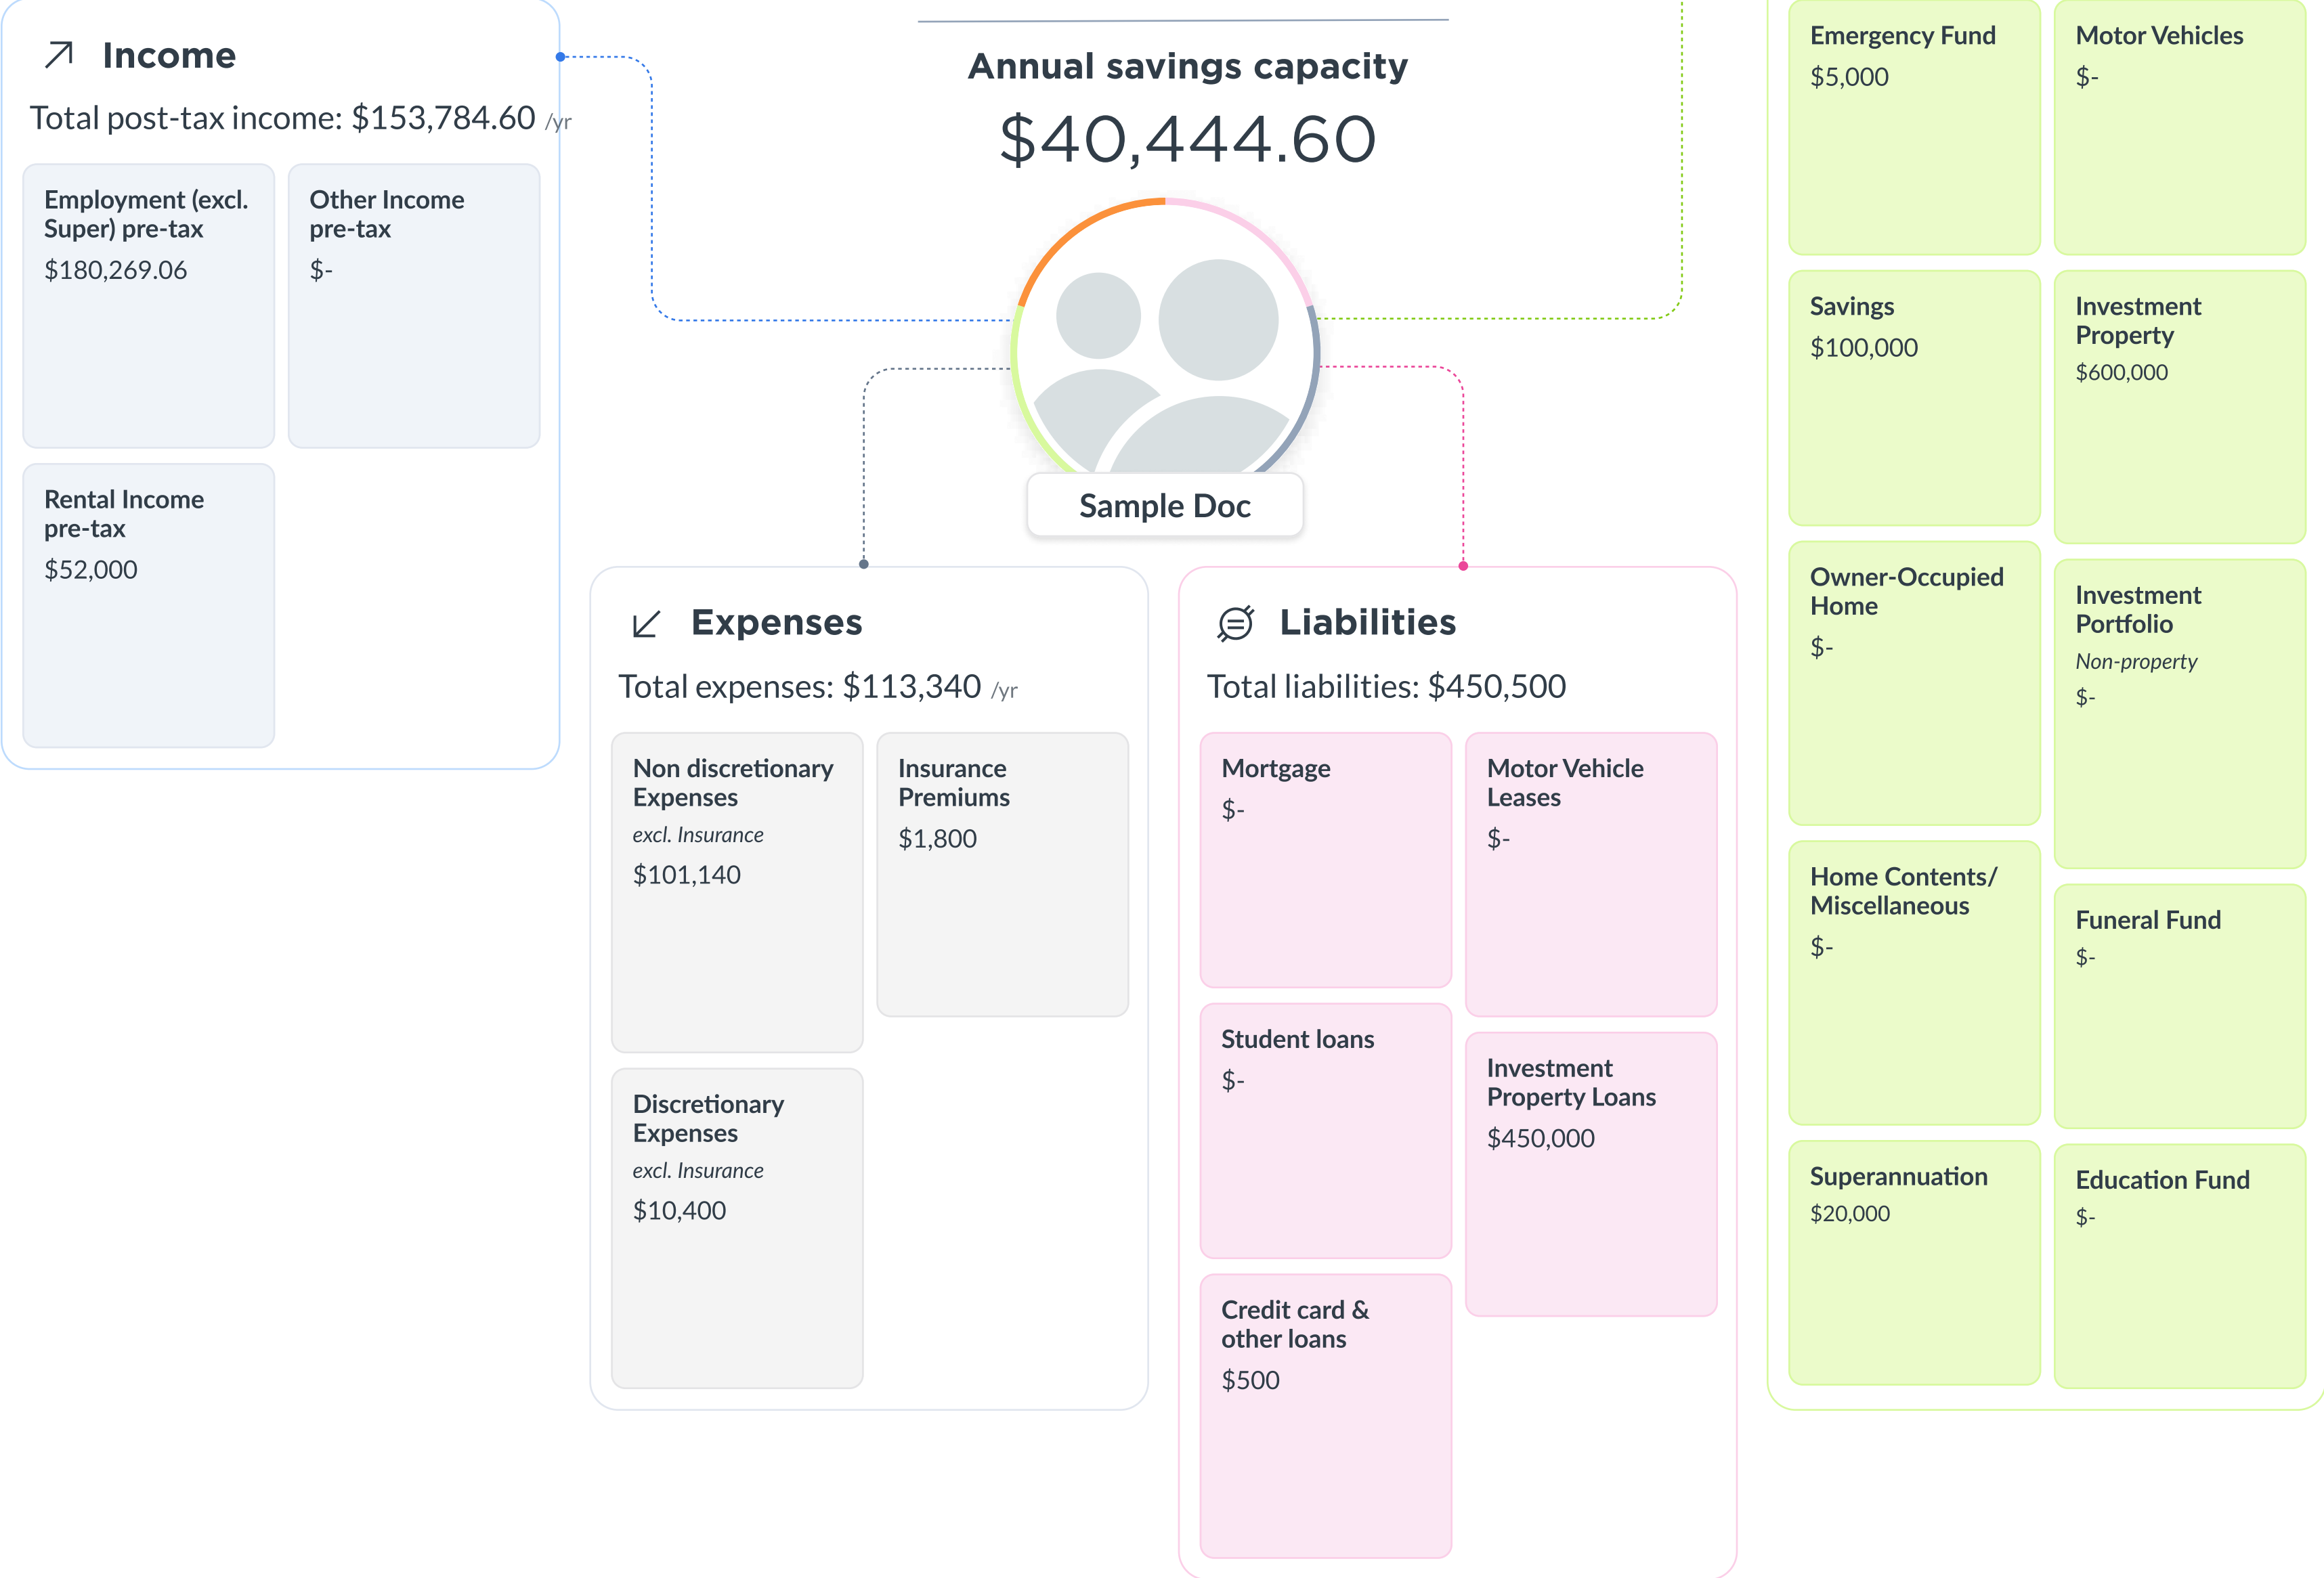 Income
Total post-tax income: $153,784.60 /yr
Employment (excl.
Super) pre-tax
$180,269.06
Other Income
pre-tax
$-
Rental Income
pre-tax
$52,000
Annual savings capacity
$40,444.60
Sample Doc
Expenses
Total expenses: $113,340 /yr
Non discretionary
Expenses
excl. Insurance
$101,140
Insurance
Premiums
$1,800
Discretionary
Expenses
excl. Insurance
$10,400
Liabilities
Total liabilities: $450,500
Mortgage
$-
Motor Vehicle
Leases
$-
Student loans
$-
Investment
Property Loans
$450,000
Credit card &
other loans
$500
Emergency Fund
$5,000
Motor Vehicles
$-
Savings
$100,000
Investment
Property
$600,000
Owner-Occupied
Home
$-
Investment
Portfolio
Non-property
$-
Home Contents/
Miscellaneous
$-
Funeral Fund
$-
Superannuation
$20,000
Education Fund
$-